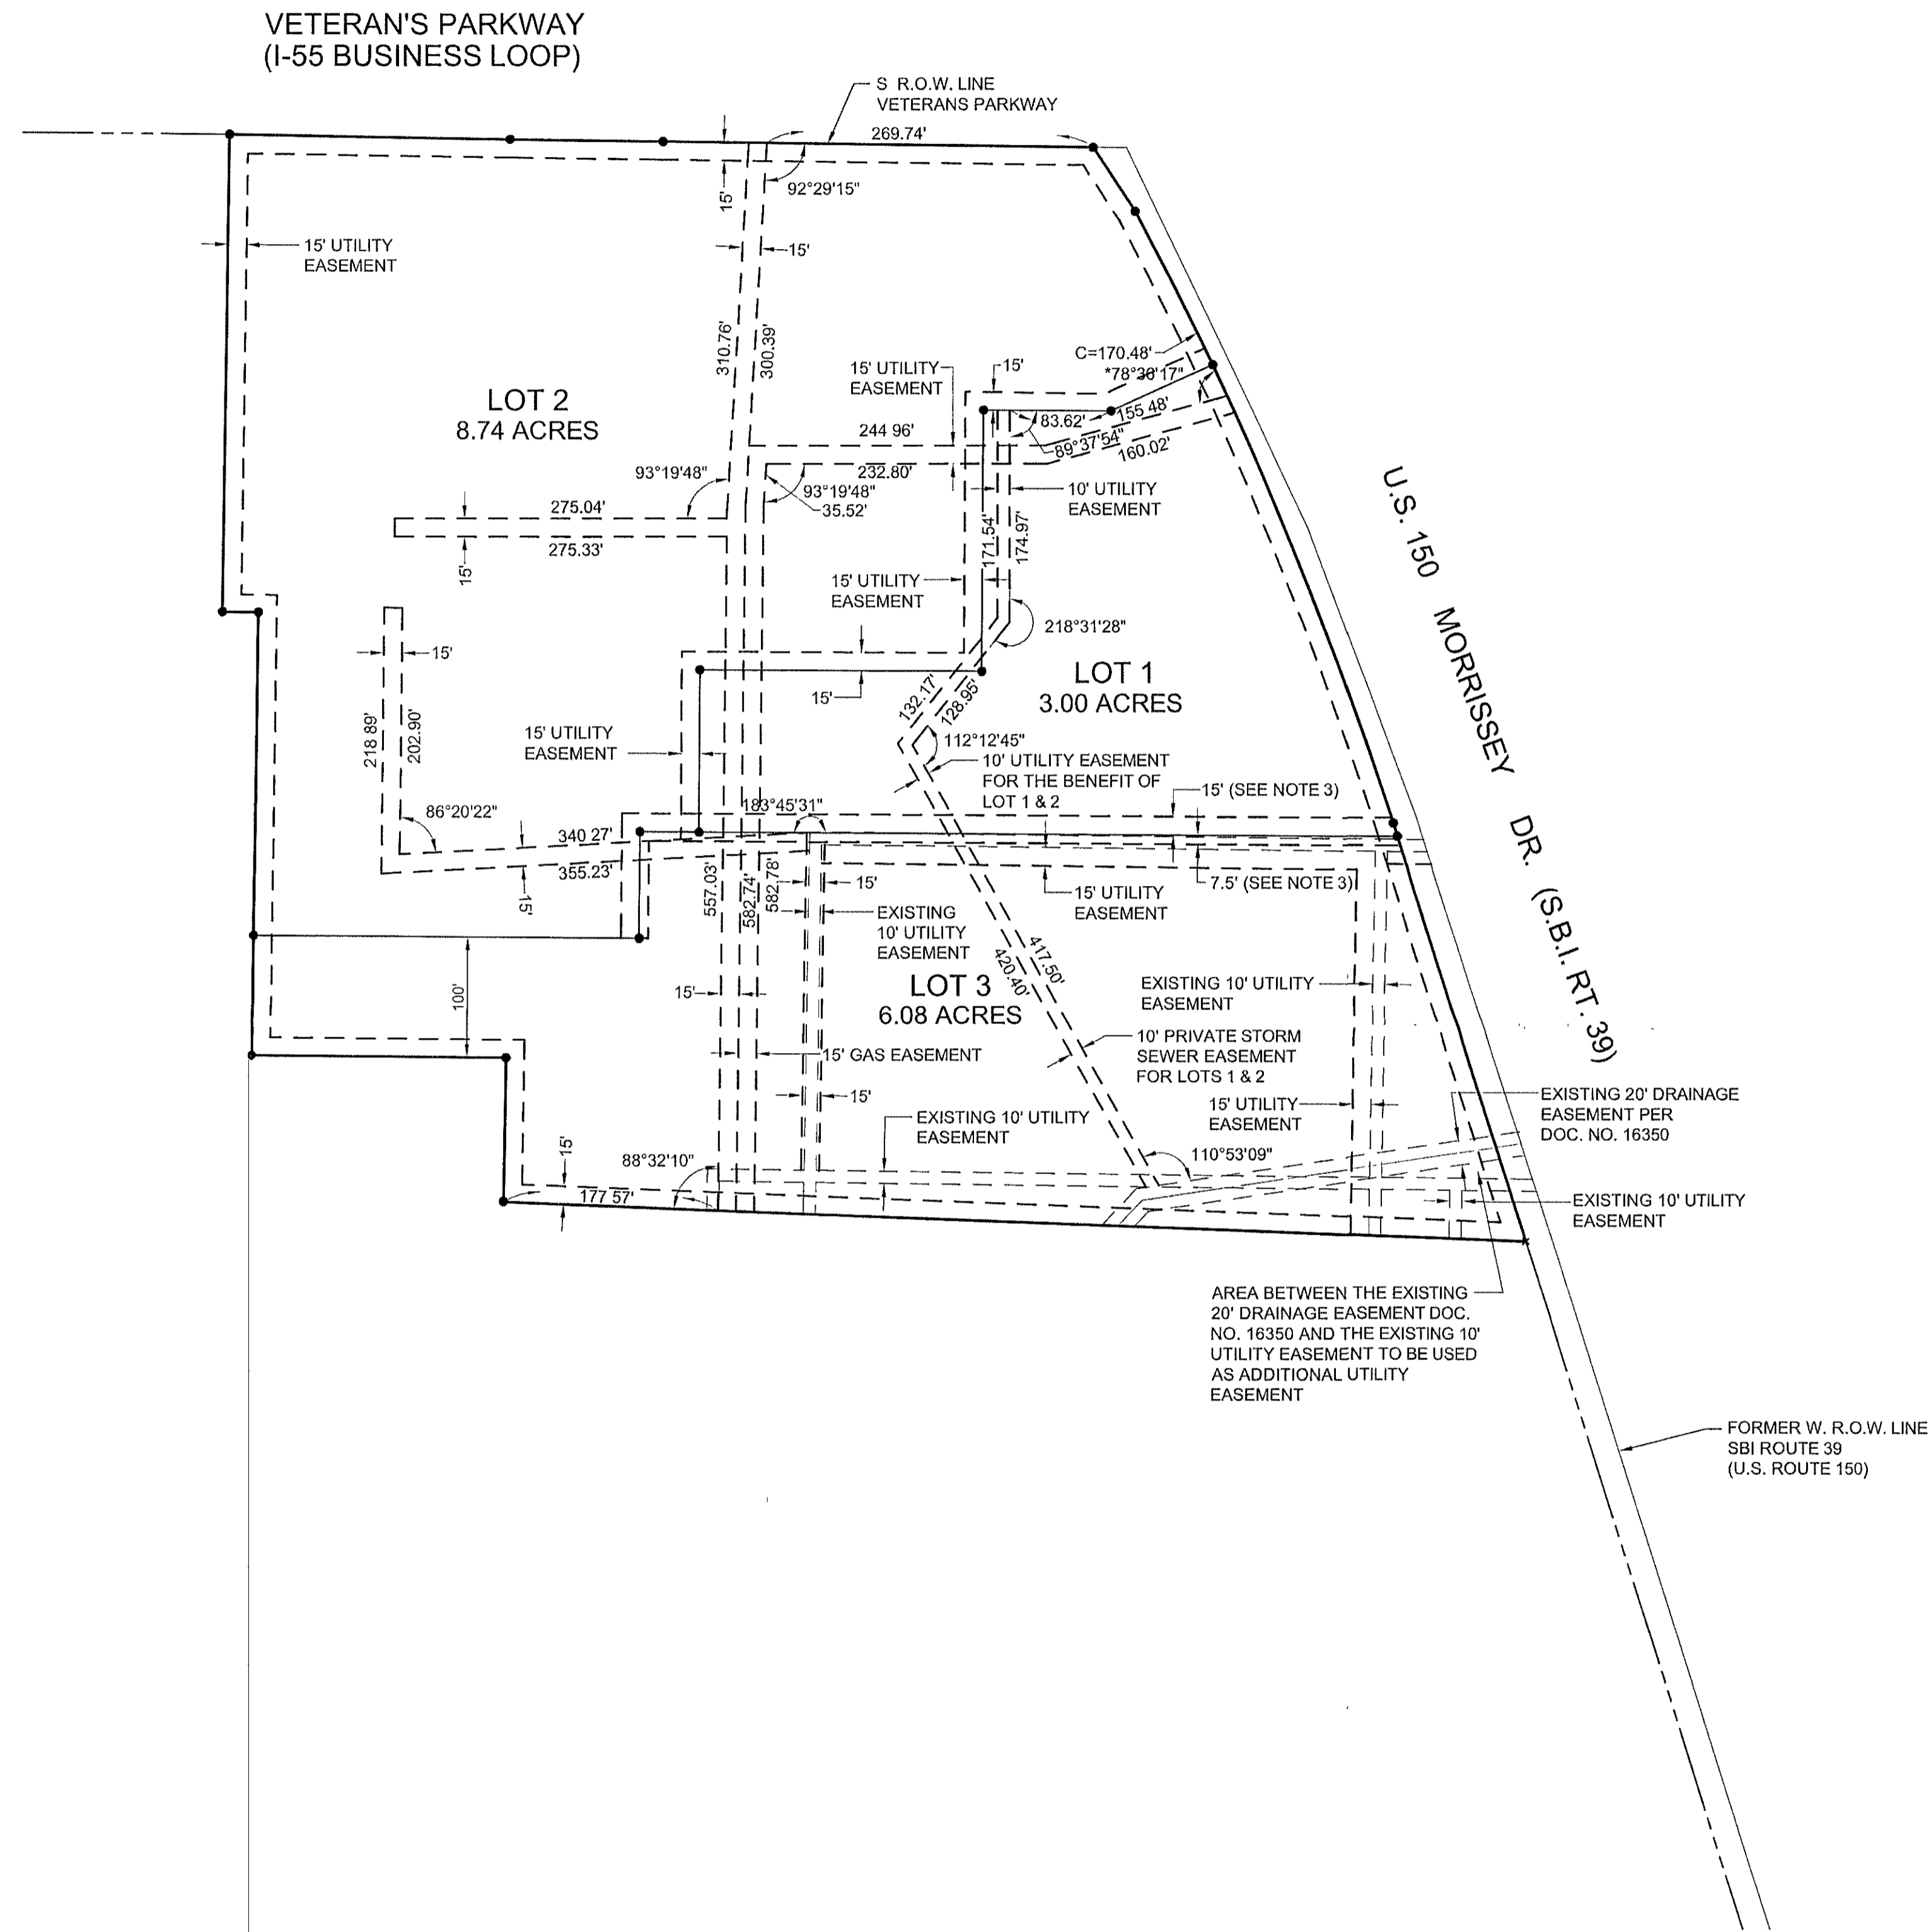 VETERAN'S PARKWAY
(I-55 BUSINESS LOOP)
S R.O.W. LINE
VETERANS PARKWAY
269.74'
92°29'15"
15'
15' UTILITY
EASEMENT
15'
310.76'
300.39'
C=170.48'
*78°36'17"
15' UTILITY
EASEMENT
15'
LOT 2
8.74 ACRES
83.62'
155.48'
244 96'
89°37'54"
160.02'
93°19'48"
232.80'
93°19'48"
35.52'
10' UTILITY
EASEMENT
275.04'
275.33'
15'
171.54'
174.97'
15' UTILITY
EASEMENT
218°31'28"
15'
LOT 1
3.00 ACRES
15'
132.17'
128.95'
218 89'
202.90'
15' UTILITY
EASEMENT
112°12'45"
10' UTILITY EASEMENT
FOR THE BENEFIT OF
LOT 1 & 2
15' (SEE NOTE 3)
183°45'31"
86°20'22"
340 27'
355.23'
15'
557.03'
582.74'
582.78'
15'
7.5' (SEE NOTE 3)
15' UTILITY
EASEMENT
EXISTING
10' UTILITY
EASEMENT
417.50'
420.40'
LOT 3
6.08 ACRES
EXISTING 10' UTILITY
EASEMENT
100'
15'
15' GAS EASEMENT
10' PRIVATE STORM
SEWER EASEMENT
FOR LOTS 1 & 2
15'
15' UTILITY
EASEMENT
EXISTING 10' UTILITY
EASEMENT
EXISTING 20' DRAINAGE
EASEMENT PER
DOC. NO. 16350
15'
88°32'10"
110°53'09"
177 57'
EXISTING 10' UTILITY
EASEMENT
AREA BETWEEN THE EXISTING
20' DRAINAGE EASEMENT DOC.
NO. 16350 AND THE EXISTING 10'
UTILITY EASEMENT TO BE USED
AS ADDITIONAL UTILITY
EASEMENT
U.S. 150 MORRISSEY DR. (S.B.I. RT. 39)
FORMER W. R.O.W. LINE
SBI ROUTE 39
(U.S. ROUTE 150)